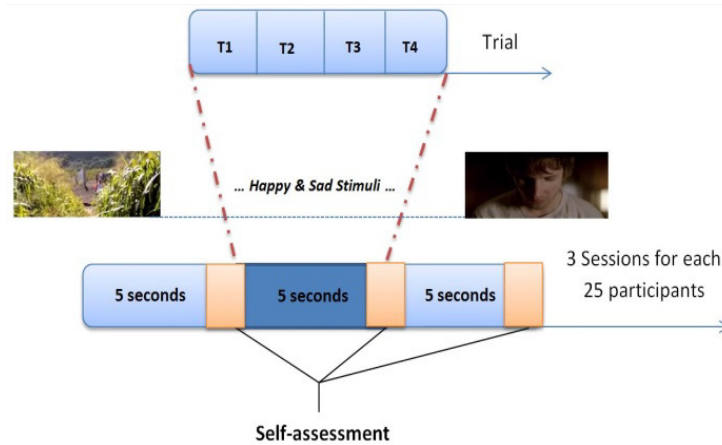 T1 T2 T3 T4
Trial
... Happy & Sad Stimuli ...
3 Sessions for each
25 participants
5 seconds 5 seconds 5 seconds
Self-assessment